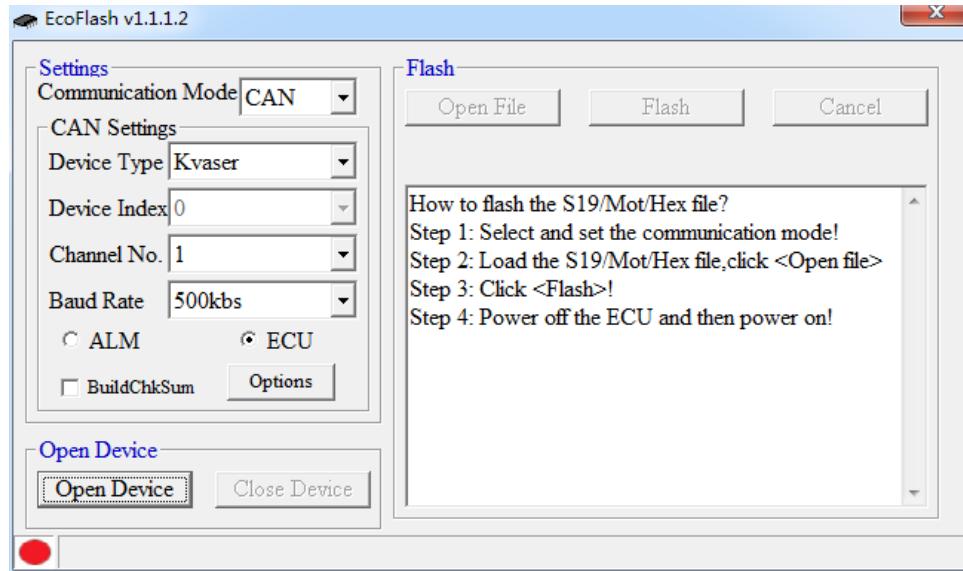 EcoFlash v1.1.1.2
Settings
Communication Mode CAN
CAN Settings
Device Type Kvaser
Device Index 0
Channel No. 1
Baud Rate 500kbs
ALM ECU
BuildChkSum Options
Open Device
Open Device Close Device
Flash
Open File Flash Cancel
How to flash the S19/Mot/Hex file?
Step 1: Select and set the communication mode!
Step 2: Load the S19/Mot/Hex file,click <Open file>
Step 3: Click <Flash>!
Step 4: Power off the ECU and then power on!